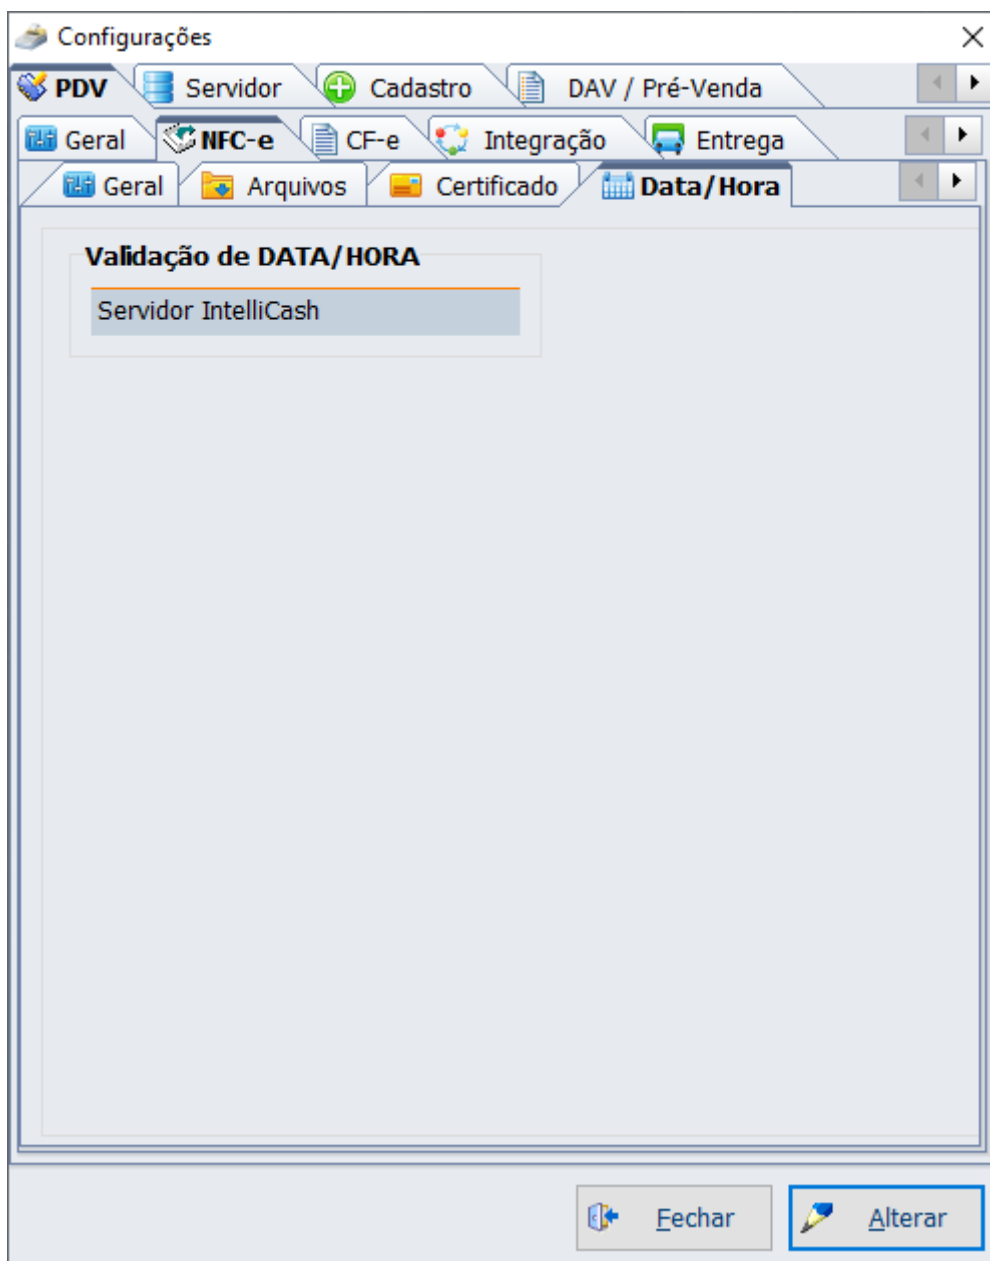 Configurações
PDV Servidor Cadastro DAV / Pré-Venda
Geral NFC-e CF-e Integração Entrega
Geral Arquivos Certificado Data/Hora
Validação de DATA/HORA
Servidor IntelliCash
Fechar Alterar